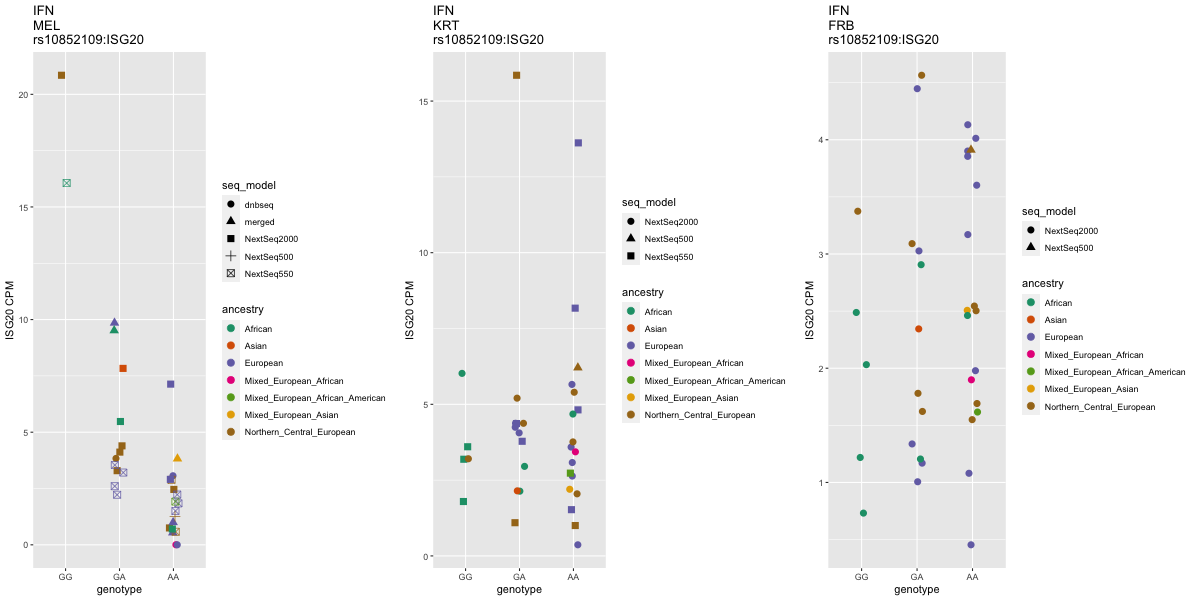 IFN
MEL
rs10852109:ISG20
ISG20 CPM
20
15
10
5
0
GG
GA
AA
genotype
seq_model
dnbseq
merged
NextSeq2000
NextSeq500
NextSeq550
ancestry
African
Asian
European
Mixed_European_African
Mixed_European_African_American
Mixed_European_Asian
Northern_Central_European
IFN
KRT
rs10852109:ISG20
ISG20 CPM
15
10
5
0
GG
GA
AA
genotype
seq_model
NextSeq2000
NextSeq500
NextSeq550
ancestry
African
Asian
European
Mixed_European_African
Mixed_European_African_American
Mixed_European_Asian
Northern_Central_European
IFN
FRB
rs10852109:ISG20
ISG20 CPM
4
3
2
1
GG
GA
AA
genotype
seq_model
NextSeq2000
NextSeq500
ancestry
African
Asian
European
Mixed_European_African
Mixed_European_African_American
Mixed_European_Asian
Northern_Central_European